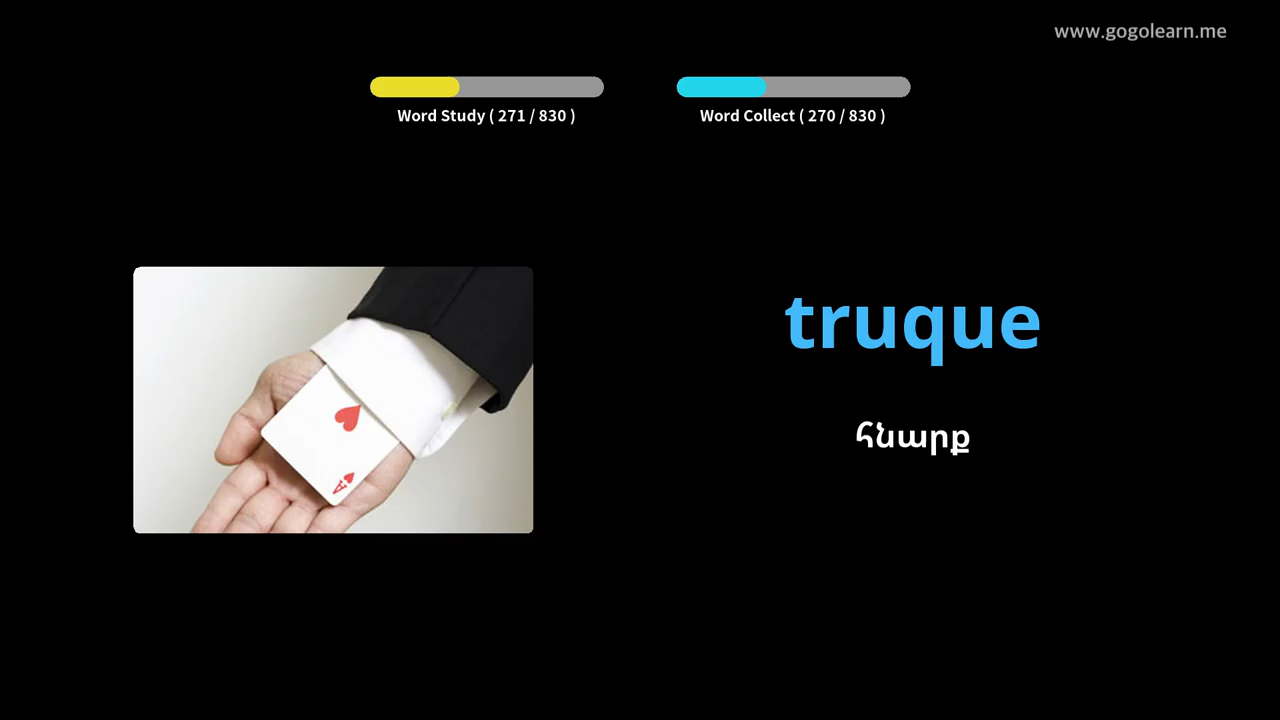 www.gogolearn.me
Word Study ( 271 / 830 )
Word Collect ( 270 / 830 )
truque
հնարք
A